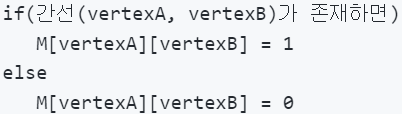 if(간선(vertexA, vertexB)가 존재하면)
M[vertexA][vertexB] = 1
else
M[vertexA][vertexB] = 0